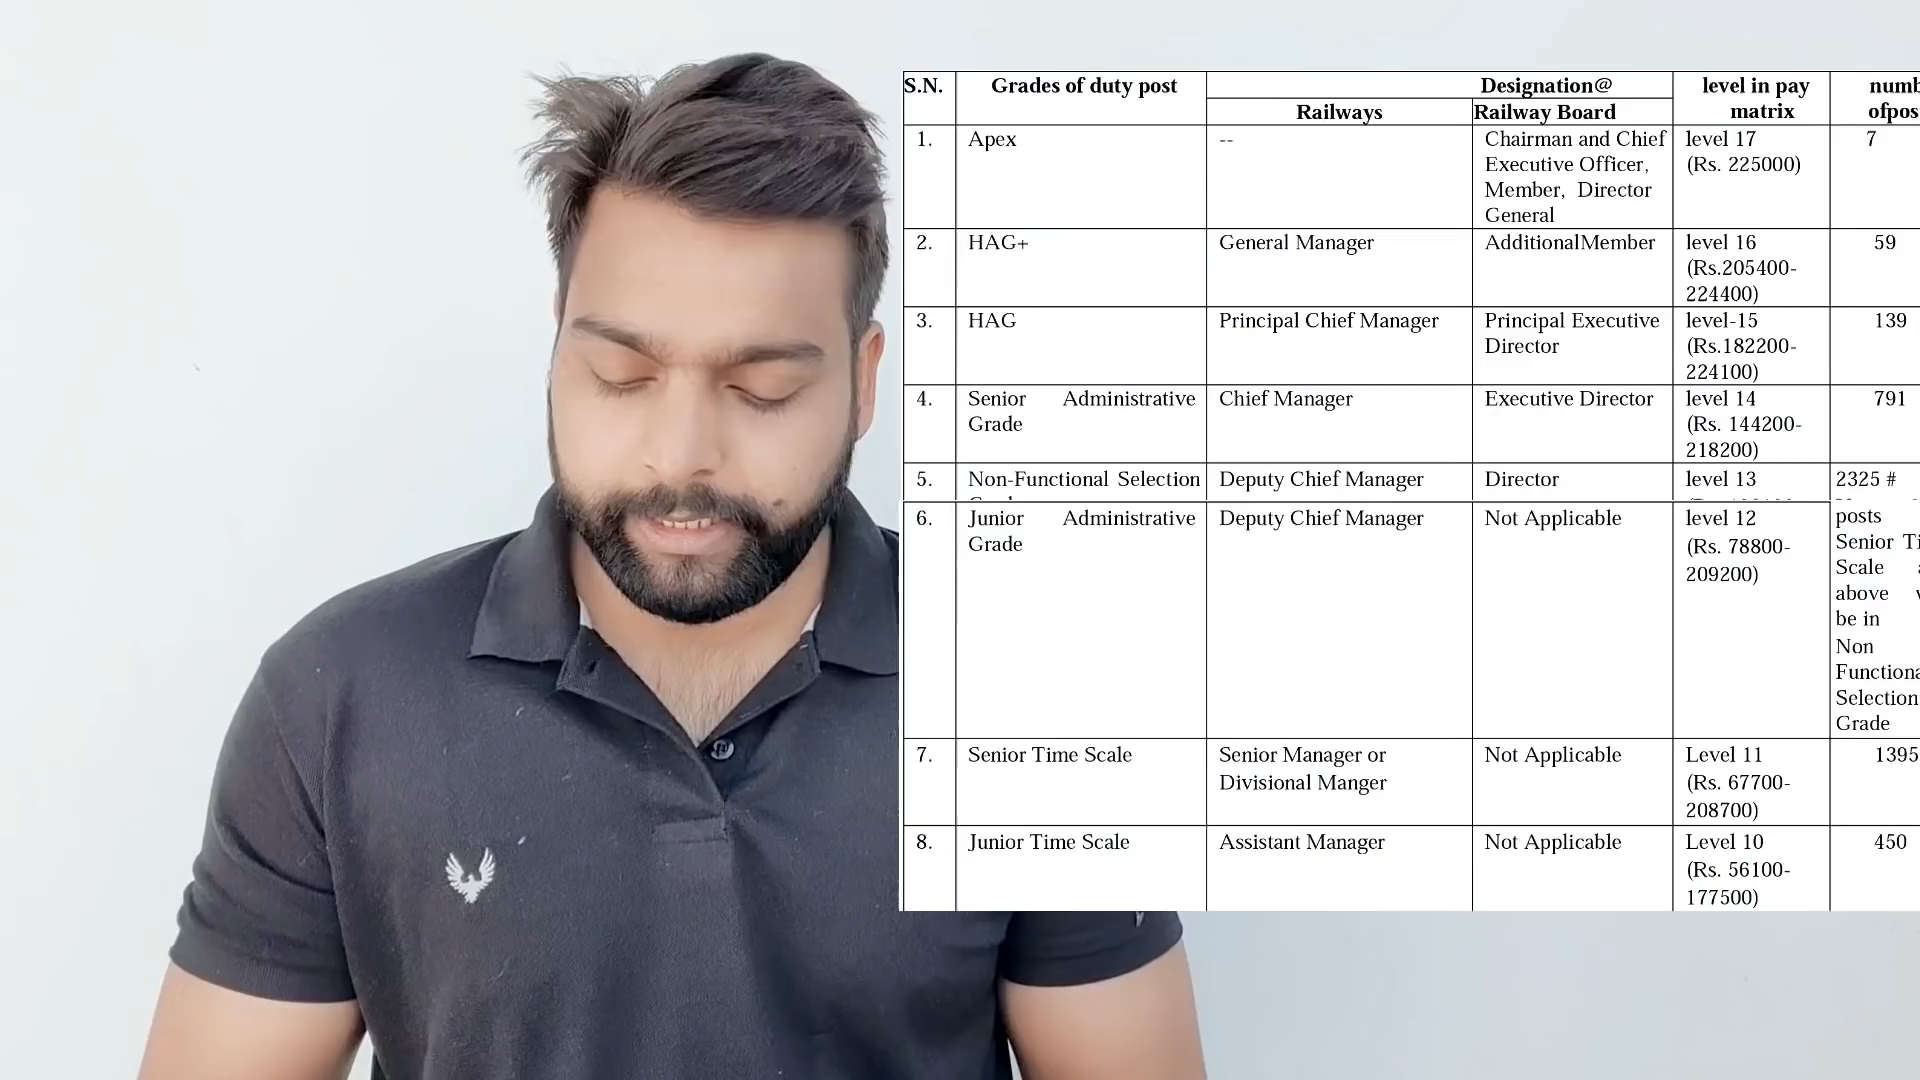 S.N. Grades of duty post Designation@ level in pay matrix
Railways Railway Board
1. Apex -- Chairman and Chief Executive Officer, Member, Director General level 17 (Rs. 225000) 7
2. HAG+ General Manager AdditionalMember level 16 (Rs.205400-224400) 59
3. HAG Principal Chief Manager Principal Executive Director level-15 (Rs.182200-224100) 139
4. Senior Administrative Grade Chief Manager Executive Director level 14 (Rs. 144200-218200) 791
5. Non-Functional Selection Deputy Chief Manager Director level 13 2325 #
6. Junior Administrative Grade Deputy Chief Manager Not Applicable level 12 (Rs. 78800-209200) posts Senior Scale above be in Non Selection Grade
7. Senior Time Scale Senior Manager or Divisional Manger Not Applicable Level 11 (Rs. 67700-208700) 1395
8. Junior Time Scale Assistant Manager Not Applicable Level 10 (Rs. 56100-177500) 450